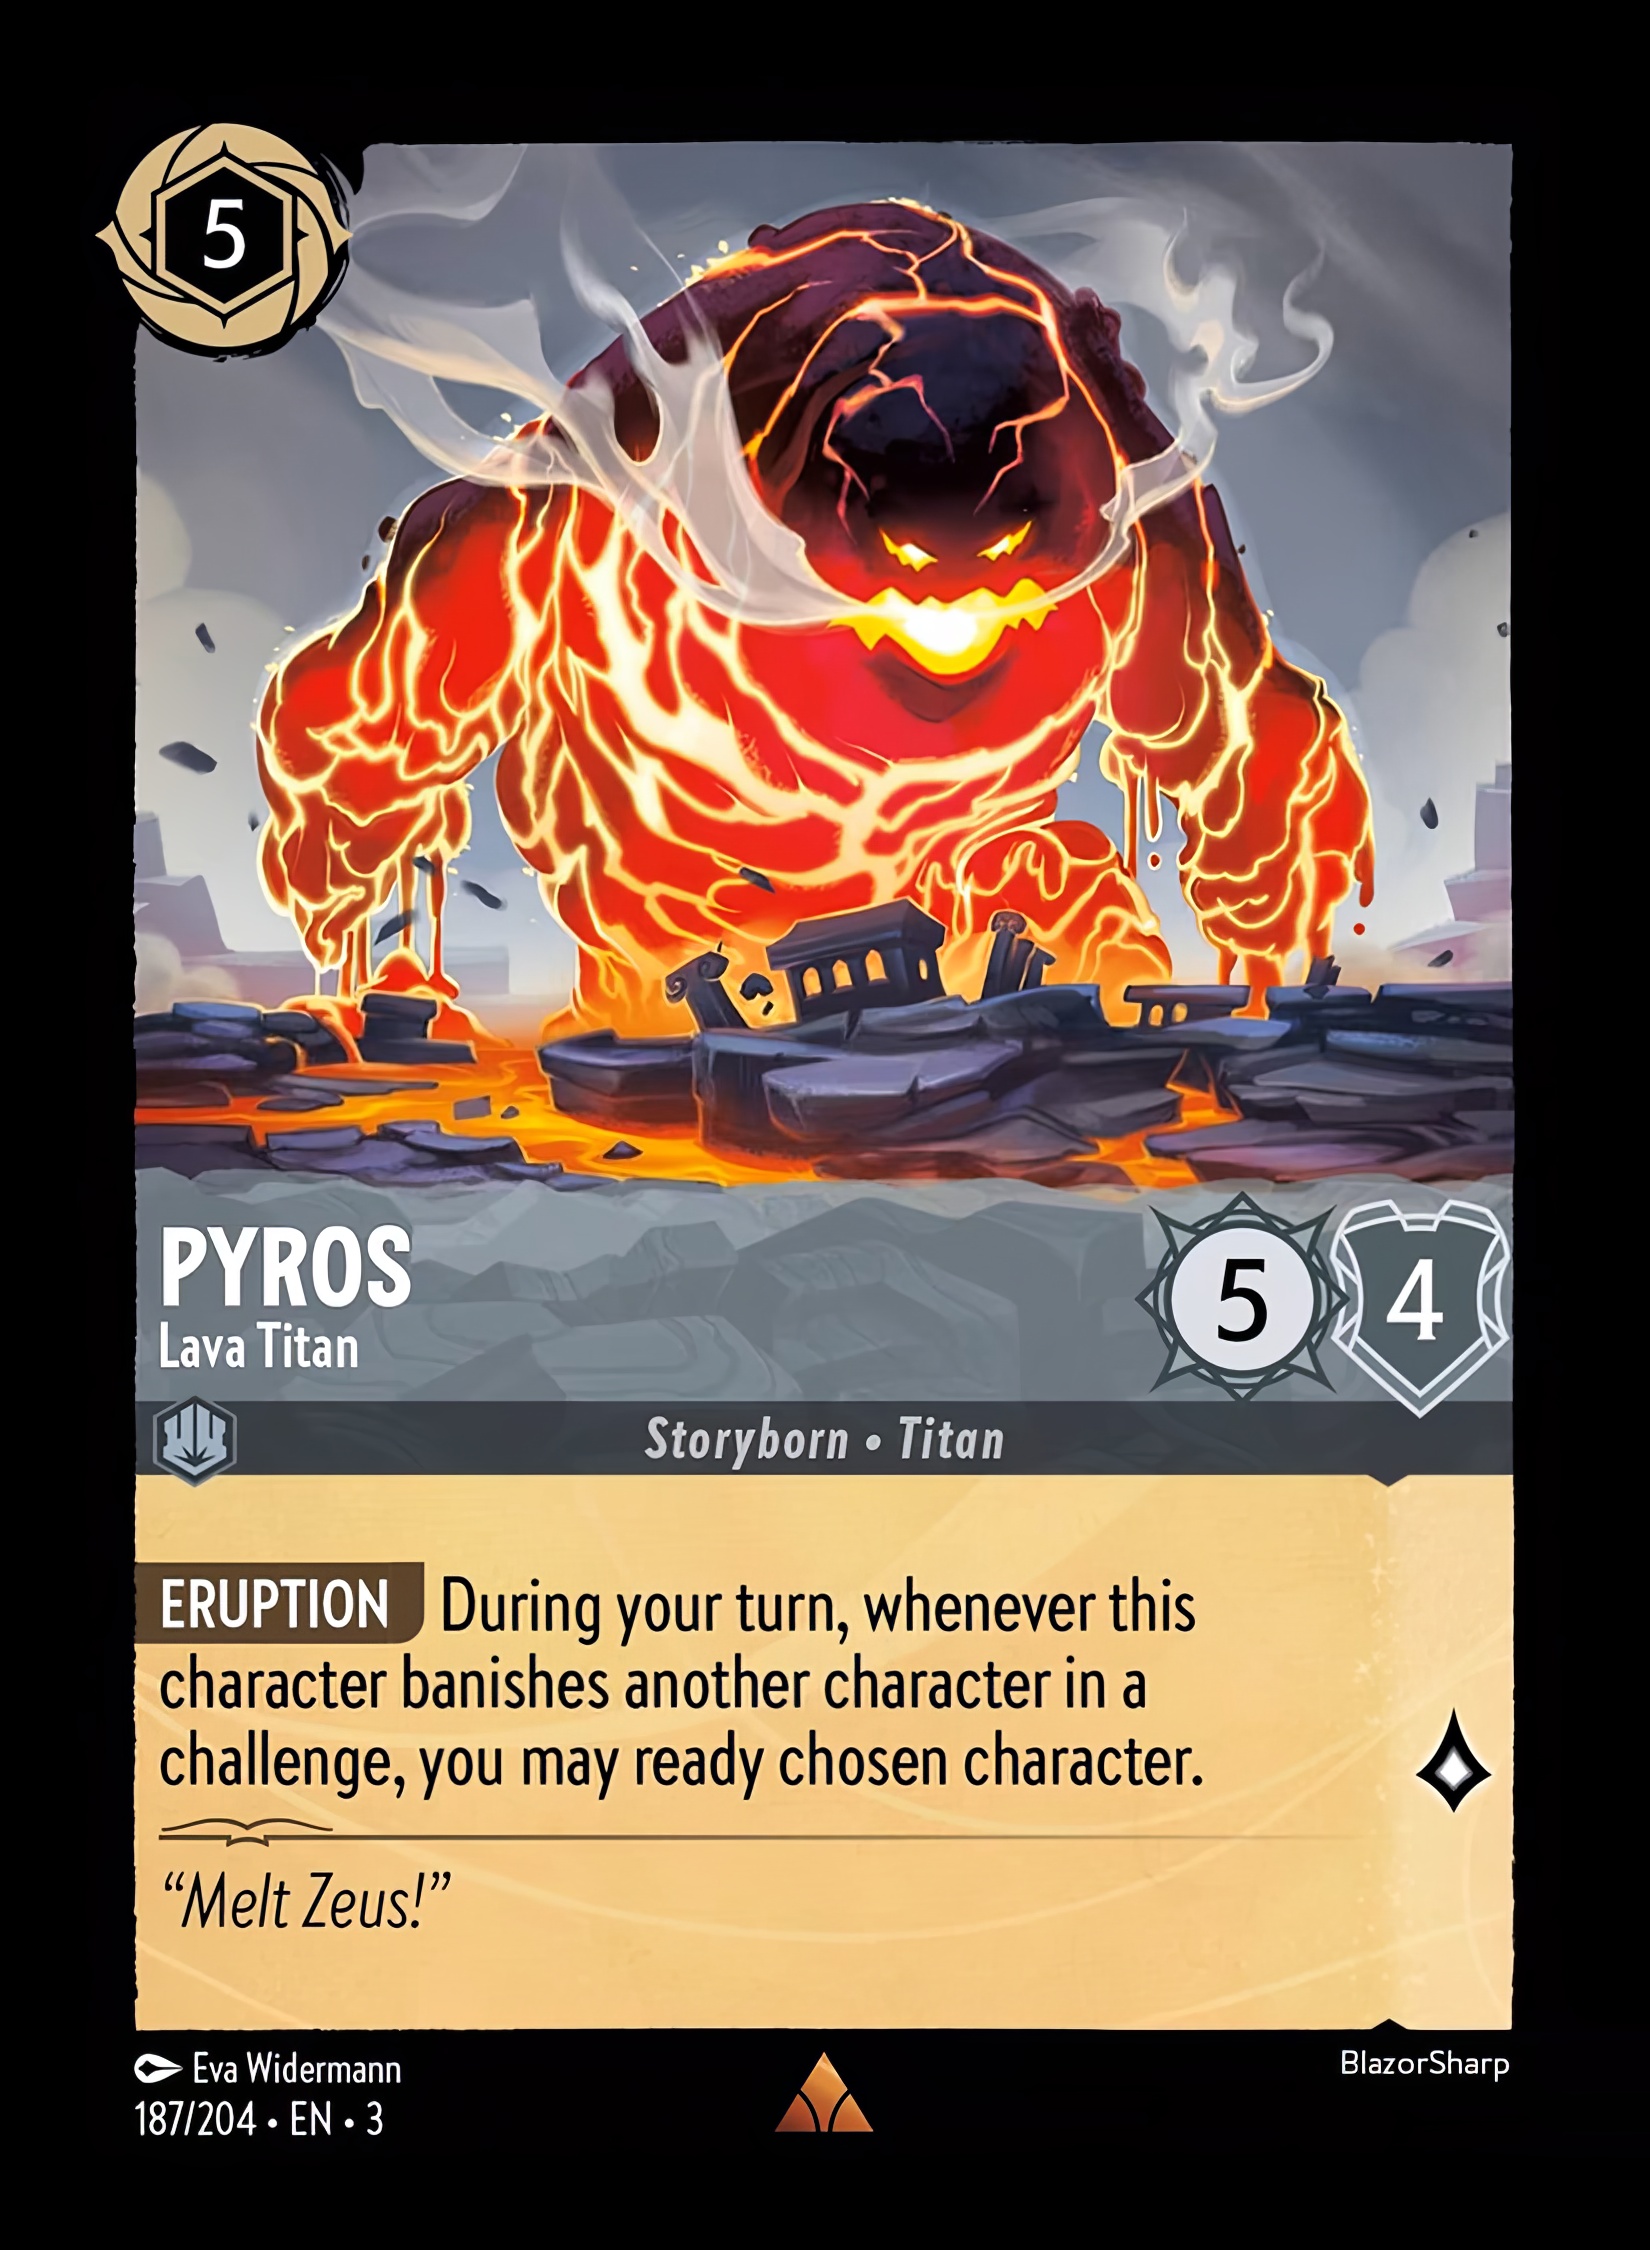 5
PYROS
Lava Titan
5 4
Storyborn • Titan
ERUPTION During your turn, whenever this
character banishes another character in a
challenge, you may ready chosen character.
“Melt Zeus!”
Eva Widermann
BlazorSharp
187/204 • EN • 3